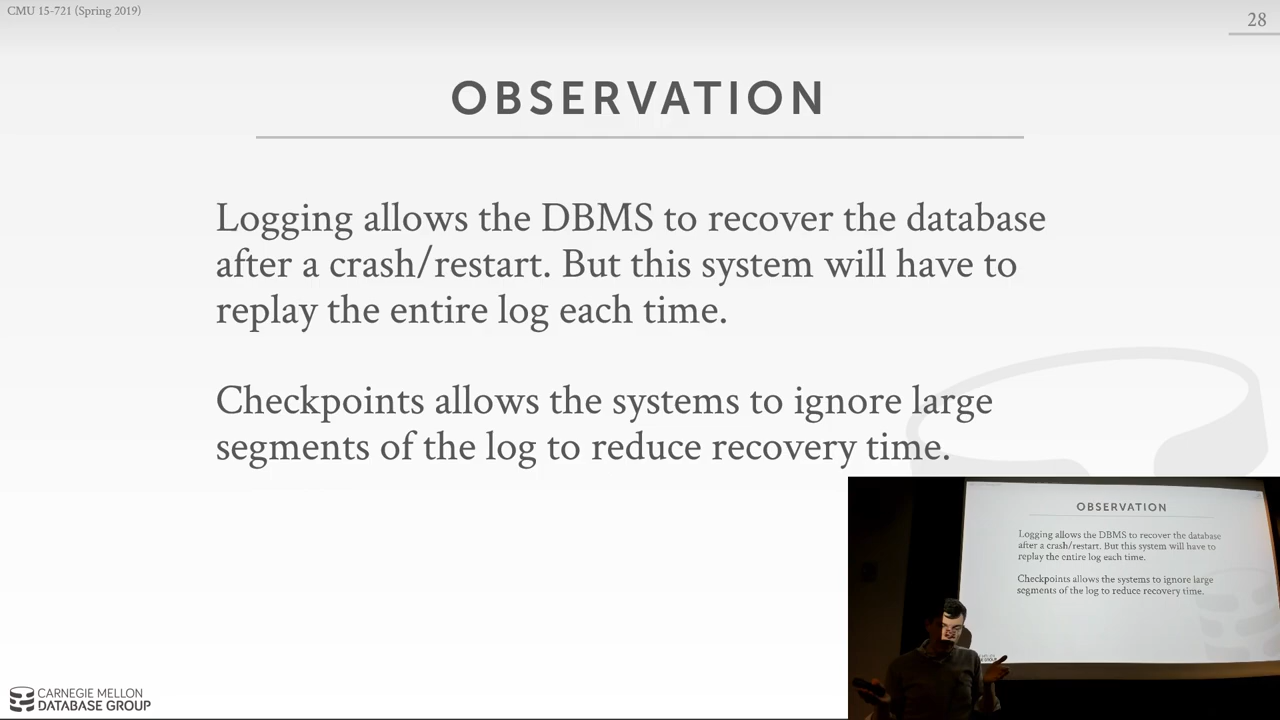 CMU 15-721 (Spring 2019)
28
OBSERVATION
Logging allows the DBMS to recover the database
after a crash/restart. But this system will have to
replay the entire log each time.
Checkpoints allows the systems to ignore large
segments of the log to reduce recovery time.
OBSERVATION
Logging allows the DBMS to recover the database
after a crash/restart. But this system will have to
replay the entire log each time.
Checkpoints allows the systems to ignore large
segments of the log to reduce recovery time.
CARNEGIE MELLON
DATABASE GROUP